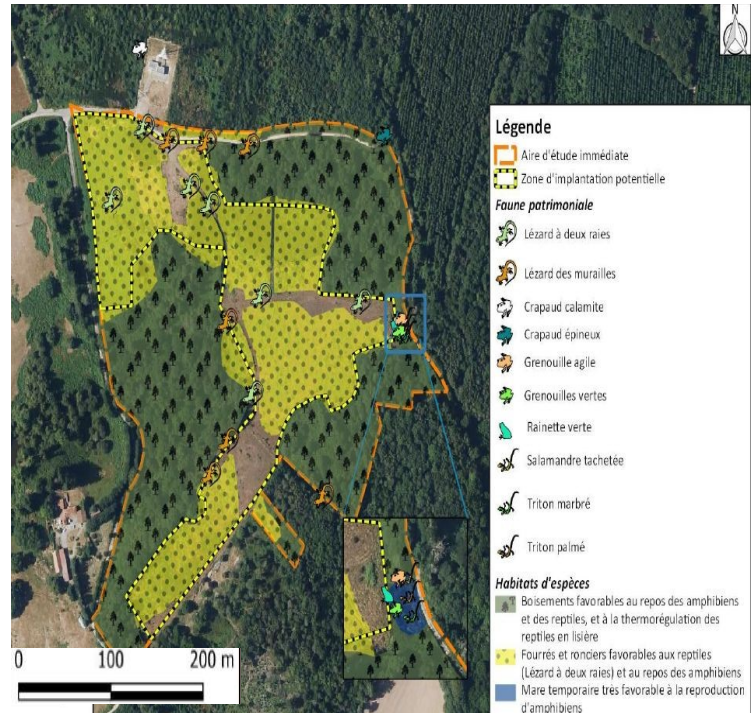 N
Légende
Aire d'étude immédiate
Zone d'implantation potentielle
Faune patrimoniale
Lézard à deux raies
Lézard des murailles
Crapaud calamite
Crapaud épineux
Grenouille agile
Grenouilles vertes
Rainette verte
Salamandre tachetée
Triton marbré
Triton palmé
Habitats d'espèces
Boisements favorables au repos des amphibiens
et des reptiles, et à la thermorégulation des
reptiles en lisière
Fourrés et ronciers favorables aux reptiles
(Lézard à deux raies) et au repos des amphibiens
Mare temporaire très favorable à la reproduction
d'amphibiens
0 100 200 m